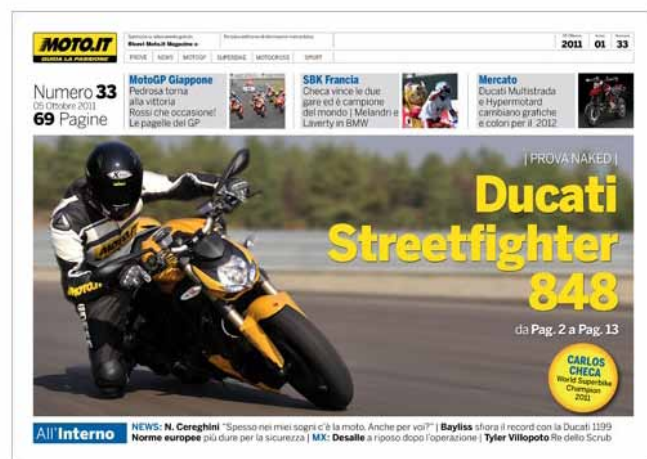 MOTO.IT
GUIDA LA PASSIONE
2011 01 33
PROVE NEWS MOTOGP SUPERBIKE MOTOCROSS SPORT
Numero 33
05 Ottobre 2011
69 Pagine
MotoGP Giappone
Pedrosa torna
alla vittoria
Rossi che occasione!
Le pagelle del GP
SBK Francia
Checa vince le due
gare ed è campione
del mondo | Melandri e
Laverty in BMW
Mercato
Ducati Multistrada
e Hypermotard
cambiano grafiche
e colori per il 2012
| PROVA NAKED |
Ducati
Streetfighter
848
da Pag. 2 a Pag. 13
CARLOS
CHECA
World Superbike
Champion
2011
MOTO.IT
MOTO.IT
All'Interno
NEWS: N. Cereghini "Spesso nei miei sogni c'è la moto. Anche per voi?" | Bayliss sfiora il record con la Ducati 1199
Norme europee più dure per la sicurezza | MX: Desalle a riposo dopo l'operazione | Tyler Villopoto Re dello Scrub